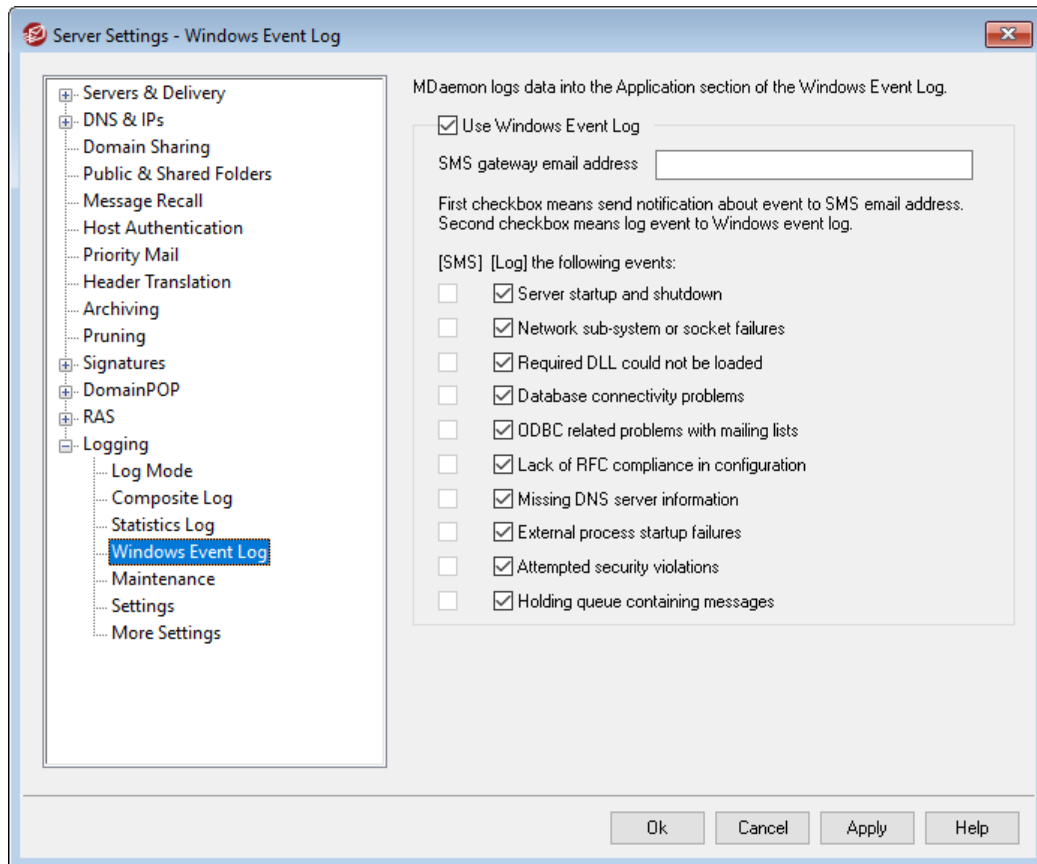 Server Settings - Windows Event Log
Servers & Delivery
DNS & IPs
Domain Sharing
Public & Shared Folders
Message Recall
Host Authentication
Priority Mail
Header Translation
Archiving
Pruning
Signatures
DomainPOP
RAS
Logging
Log Mode
Composite Log
Statistics Log
Windows Event Log
Maintenance
Settings
More Settings
MDaemon logs data into the Application section of the Windows Event Log.
Use Windows Event Log
SMS gateway email address
First checkbox means send notification about event to SMS email address.
Second checkbox means log event to Windows event log.
[SMS] [Log] the following events:
Server startup and shutdown
Network sub-system or socket failures
Required DLL could not be loaded
Database connectivity problems
ODBC related problems with mailing lists
Lack of RFC compliance in configuration
Missing DNS server information
External process startup failures
Attempted security violations
Holding queue containing messages
Ok Cancel Apply Help